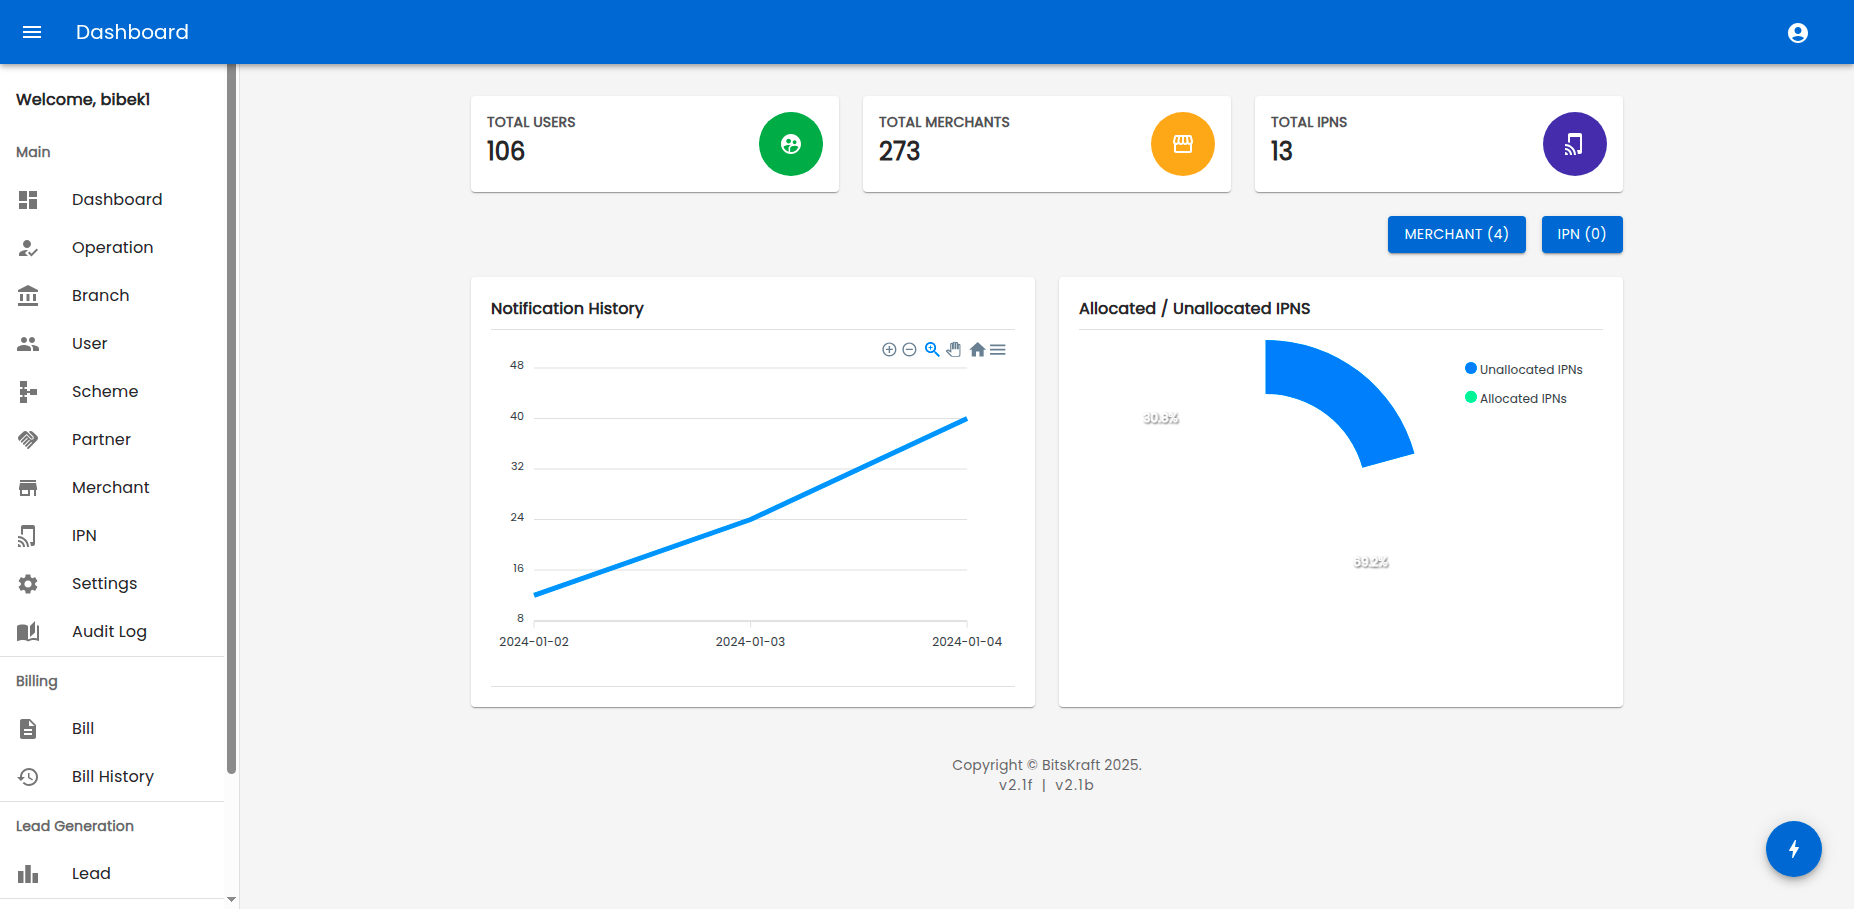 Dashboard
Welcome, bibek1
Main
Dashboard
Operation
Branch
User
Scheme
Partner
Merchant
IPN
Settings
Audit Log
Billing
Bill
Bill History
Lead Generation
Lead
TOTAL USERS
106
TOTAL MERCHANTS
273
TOTAL IPNS
13
MERCHANT (4)
IPN (0)
Notification History
48
40
32
24
16
8
2024-01-02
2024-01-03
2024-01-04
Allocated / Unallocated IPNS
30.8%
69.2%
Unallocated IPNs
Allocated IPNs
Copyright © BitsKraft 2025.
v2.1f | v2.1b